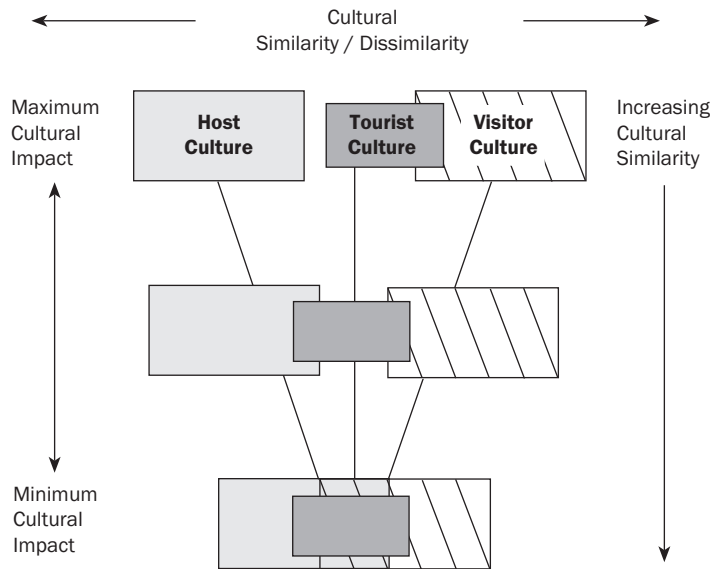 Cultural
Similarity / Dissimilarity
Maximum
Cultural
Impact
Host
Culture
Tourist
Culture
Visitor
Culture
Increasing
Cultural
Similarity
Minimum
Cultural
Impact